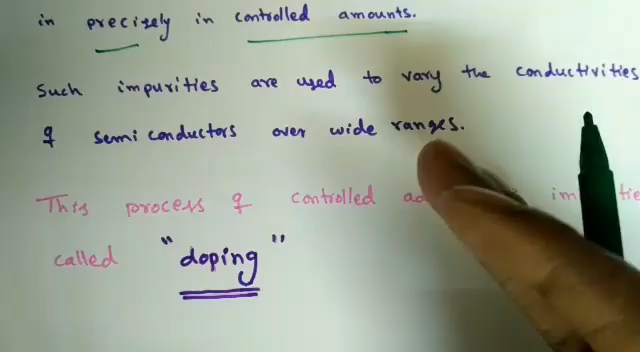 in precisely in controlled amounts.
Such impurities are used to vary the conductivities
of semiconductors over wide ranges.
This process of controlled
called "doping"